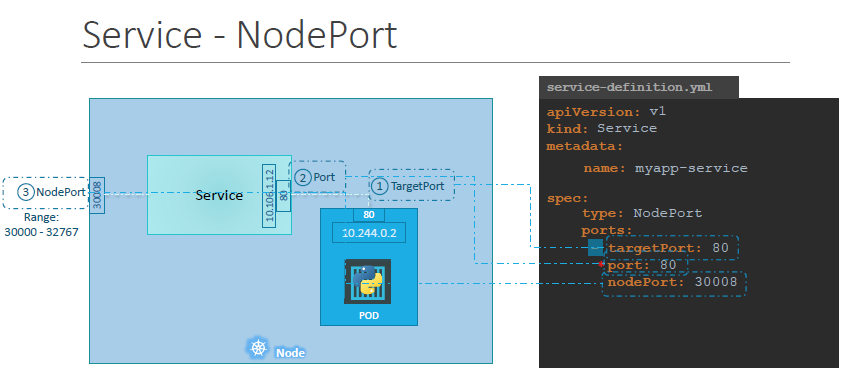 Service - NodePort
service-definition.yml
apiVersion: v1
kind: Service
metadata:
name: myapp-service
spec:
type: NodePort
ports:
targetPort: 80
port: 80
nodePort: 30008
3 NodePort
Range:
30000 - 32767
30008
Service
10.106.1.12
80
2 Port
1 TargetPort
80
10.244.0.2
POD
Node